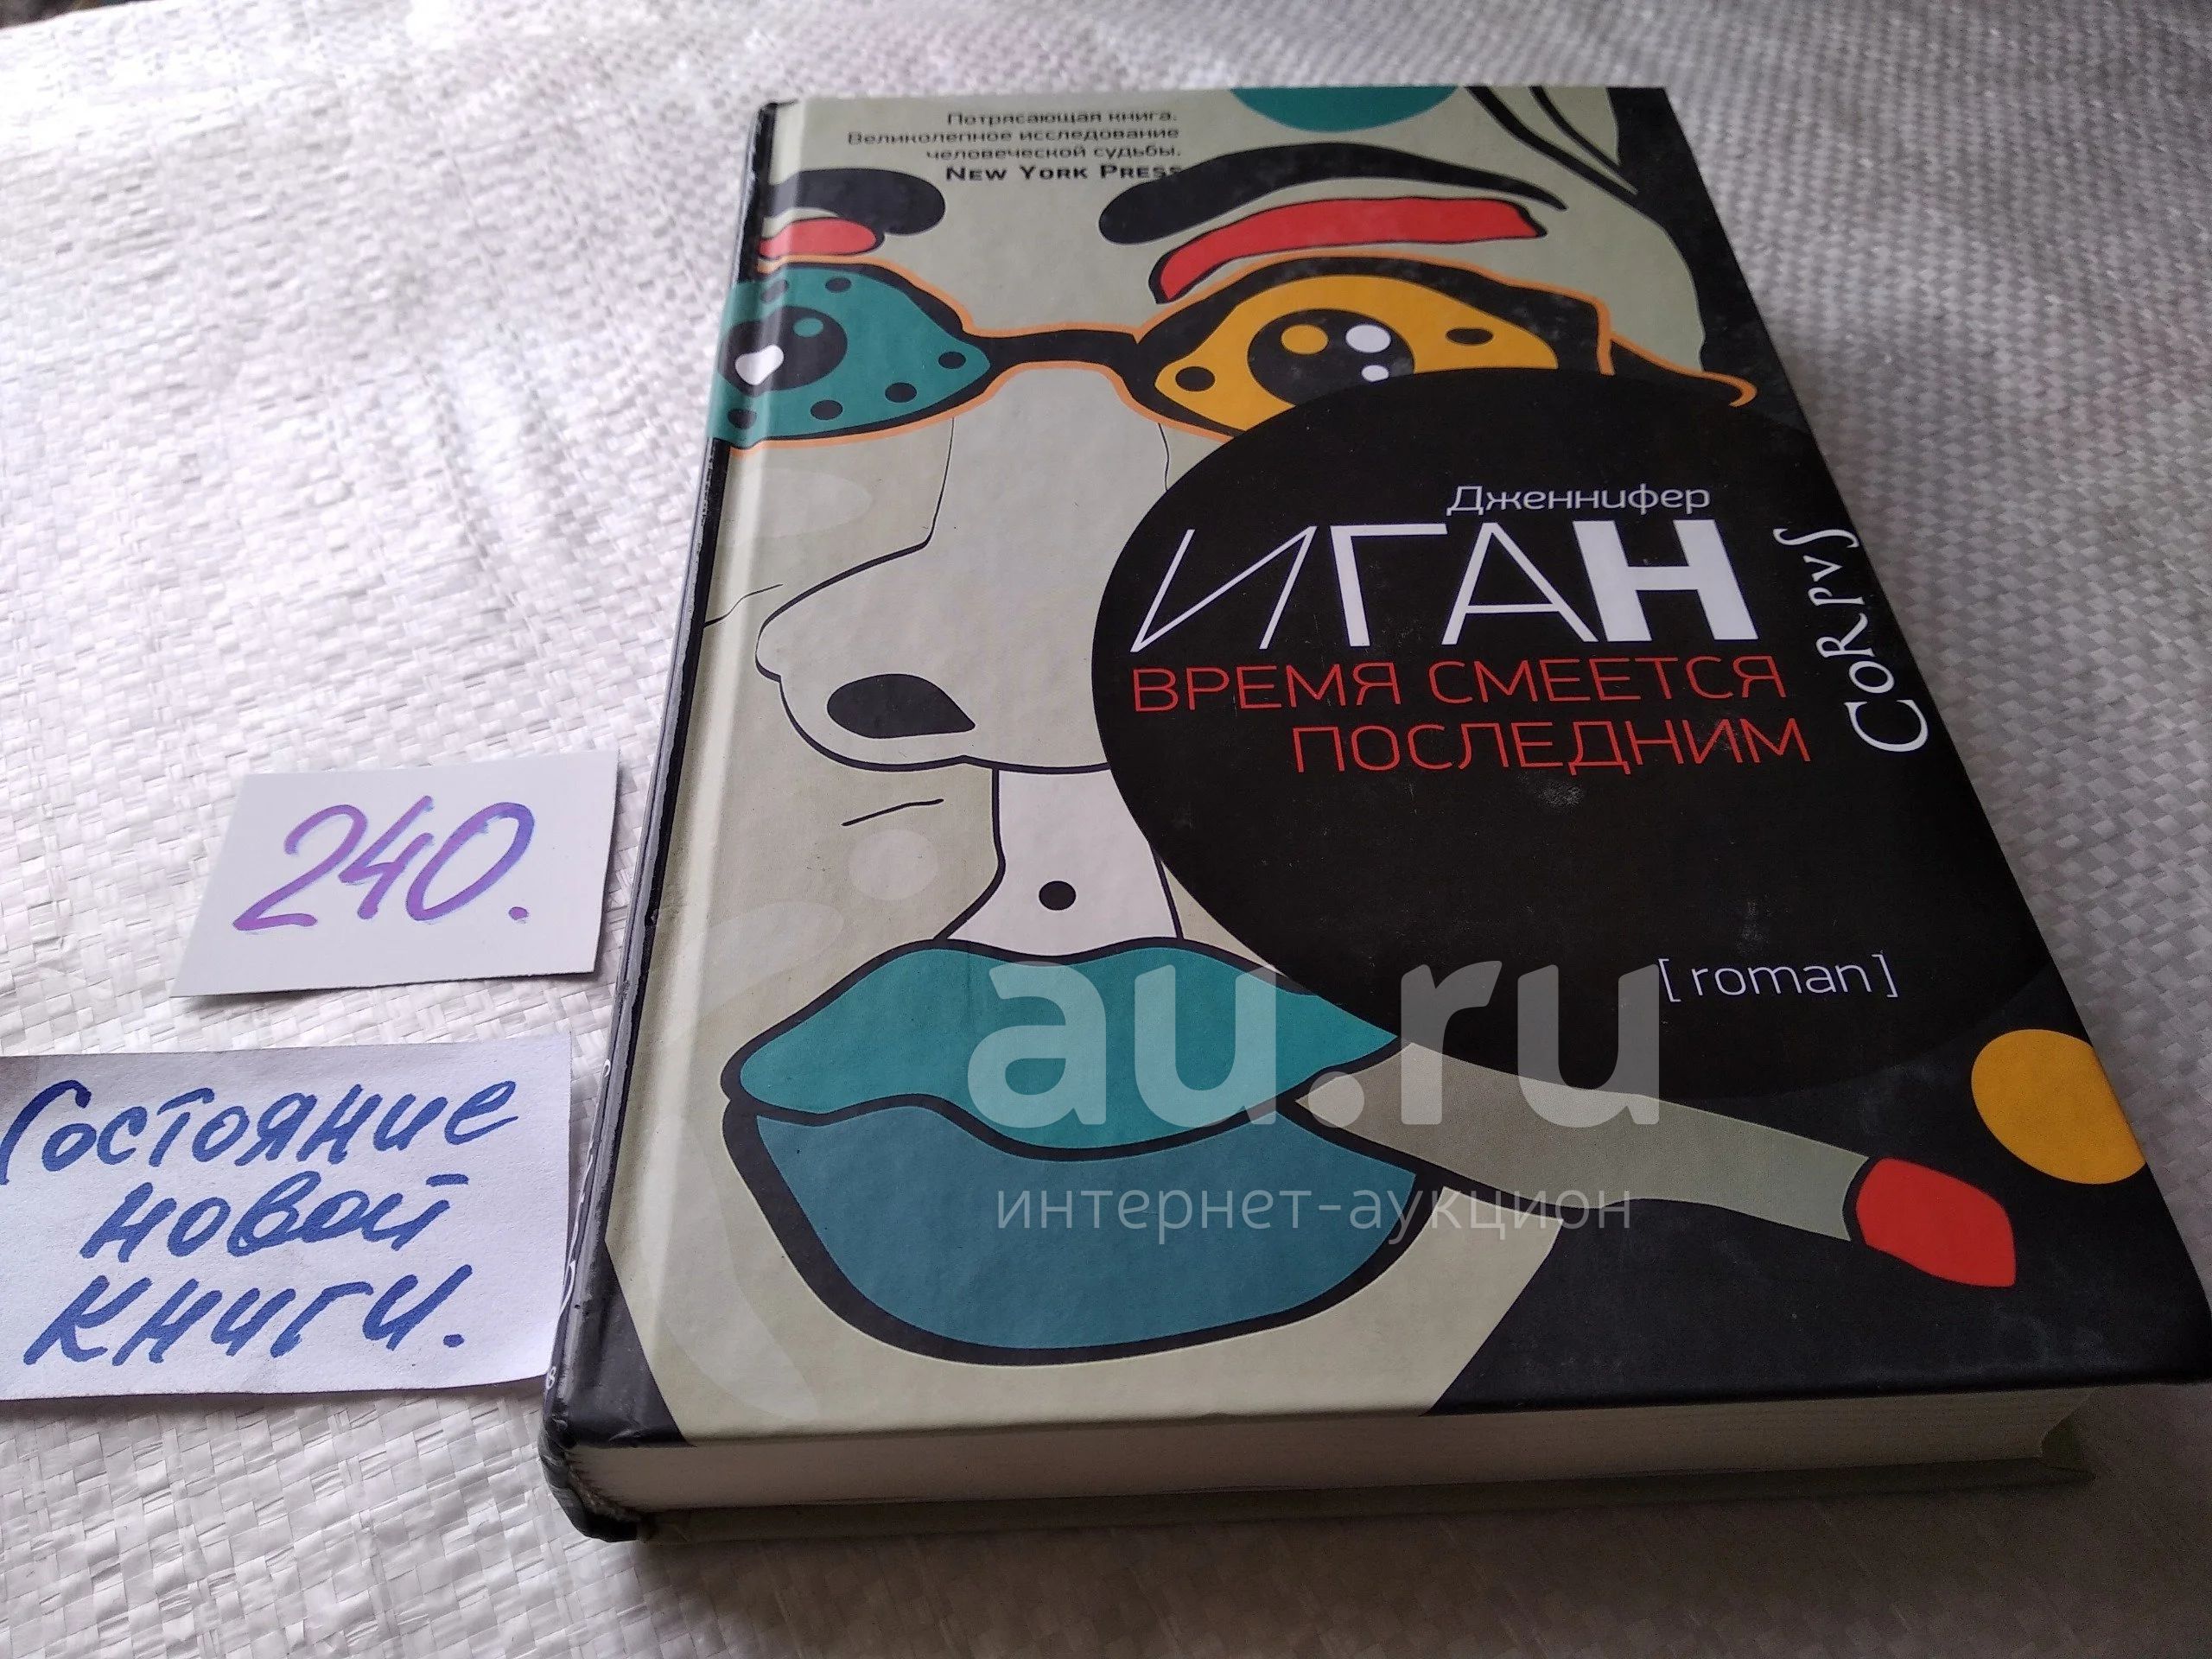 Потрясающая книга.
Великолепное исследование
человеческой судьбы.
New York Press
Дженнифер
ИГАН
ВРЕМЯ СМЕЕТСЯ
ПОСЛЕДНИМ
CORPVS
[roman]
240.
Состояние
новой
книги.
au.ru
интернет-аукцион